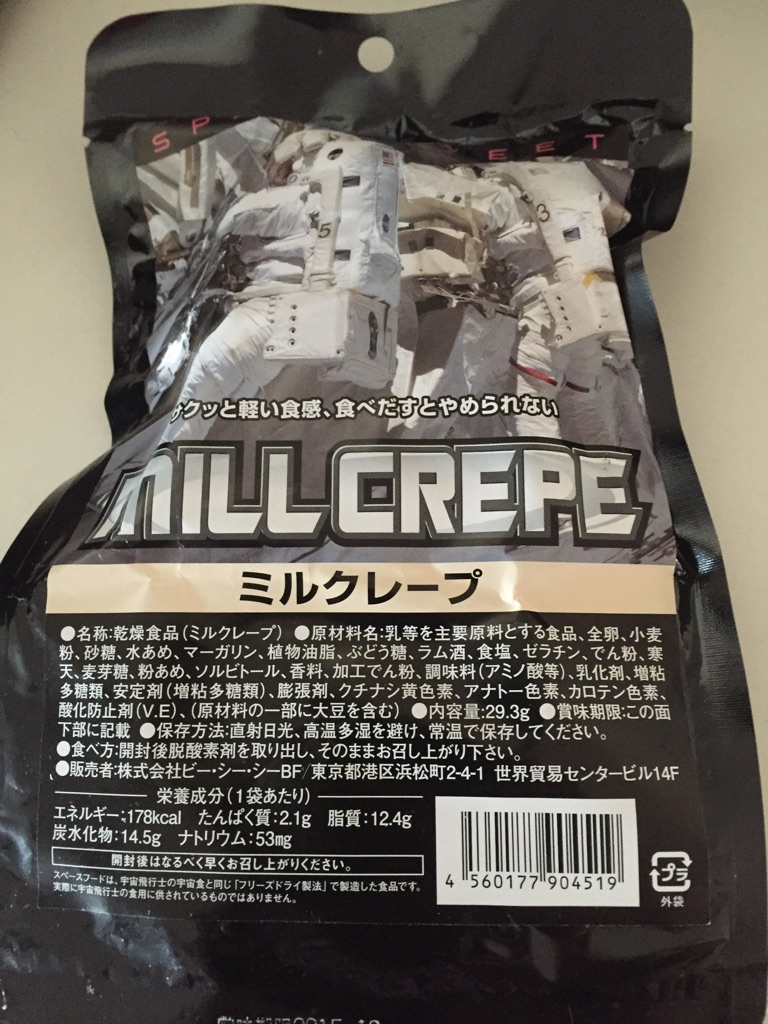 SP EET
5
3
サクッと軽い食感、食べだすとやめられない
MILL CREPE
ミルクレープ
●名称:乾燥食品(ミルクレープ) ●原材料名:乳等を主要原料とする食品、全卵、小麦
粉、砂糖、水あめ、マーガリン、植物油脂、ぶどう糖、ラム酒、食塩、ゼラチン、でん粉、寒
天、麦芽糖、粉あめ、ソルビトール、香料、加工でん粉、調味料(アミノ酸等)、乳化剤、増粘
多糖類、安定剤(増粘多糖類)、膨張剤、クチナシ黄色素、アナトー色素、カロテン色素、
酸化防止剤(V.E)、(原材料の一部に大豆を含む) ●内容量:29.3g ●賞味期限:この面
下部に記載 ●保存方法:直射日光、高温多湿を避け、常温で保存してください。
●食べ方:開封後脱酸素剤を取り出し、そのままお召し上がり下さい。
●販売者:株式会社ビー・シー・シーBF/東京都港区浜松町2-4-1 世界貿易センタービル14F
栄養成分(1袋あたり)
エネルギー:178kcal たんぱく質:2.1g 脂質:12.4g
炭水化物:14.5g ナトリウム:53mg
開封後はなるべく早くお召し上がりください。
スペースフードは、宇宙飛行士の宇宙食と同じ「フリーズドライ製法」で製造した食品です。
実際に宇宙飛行士の食用に供されているものではありません。
4 560177 904519
プラ
外袋